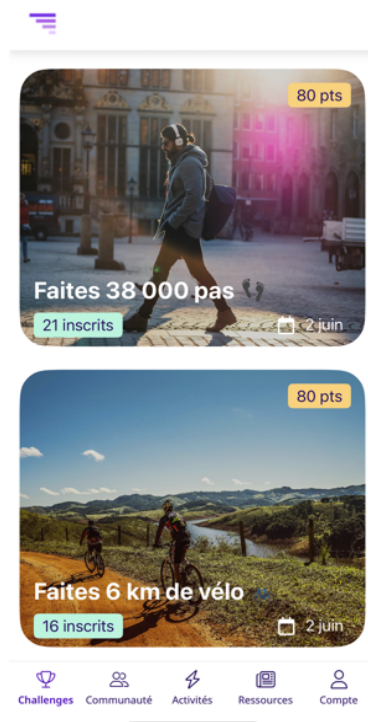 80 pts
Faites 38 000 pas
21 inscrits
2 juin
80 pts
Faites 6 km de vélo
16 inscrits
2 juin
Challenges Communauté Activités Ressources Compte